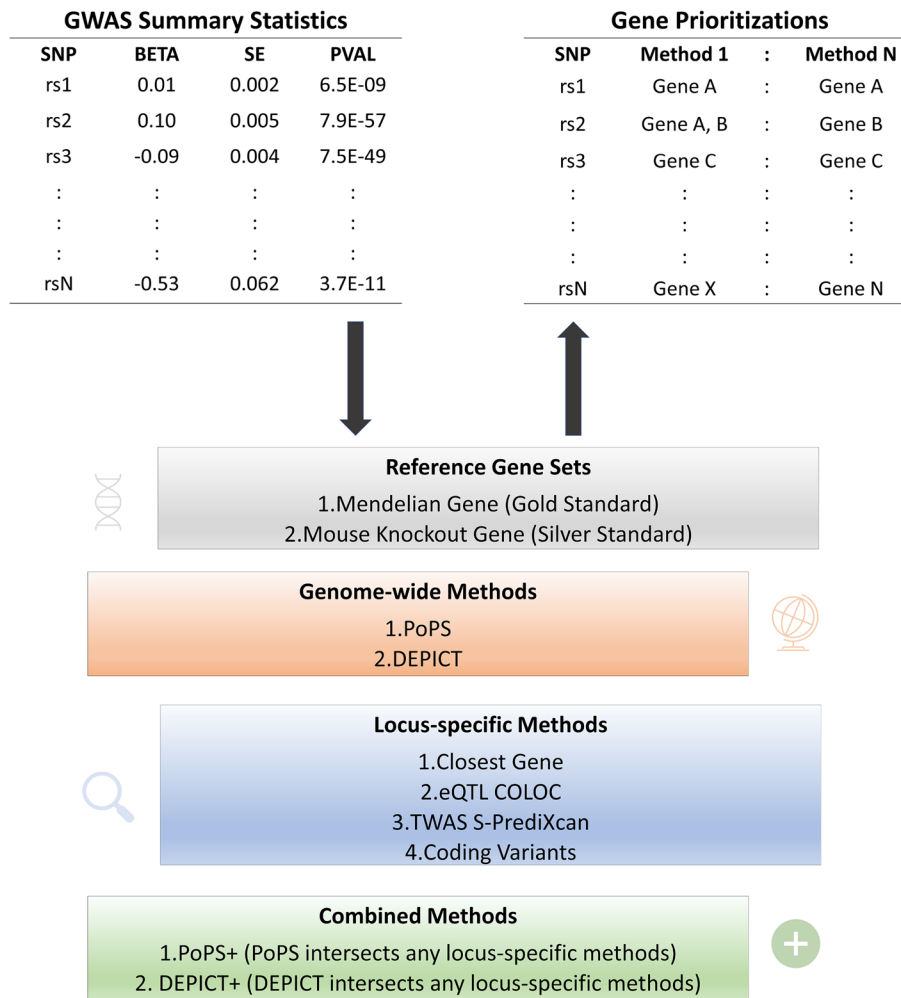 GWAS Summary Statistics
SNP BETA SE PVAL
rs1 0.01 0.002 6.5E-09
rs2 0.10 0.005 7.9E-57
rs3 -0.09 0.004 7.5E-49
: : : :
: : : :
: : : :
rsN -0.53 0.062 3.7E-11
Gene Prioritizations
SNP Method 1 : Method N
rs1 Gene A : Gene A
rs2 Gene A, B : Gene B
rs3 Gene C : Gene C
: : : :
: : : :
: : : :
rsN Gene X : Gene N
Reference Gene Sets
1.Mendelian Gene (Gold Standard)
2.Mouse Knockout Gene (Silver Standard)
Genome-wide Methods
1.PoPS
2.DEPICT
Locus-specific Methods
1.Closest Gene
2.eQTL COLOC
3.TWAS S-PrediXcan
4.Coding Variants
Combined Methods
1.PoPS+ (PoPS intersects any locus-specific methods)
2. DEPICT+ (DEPICT intersects any locus-specific methods)